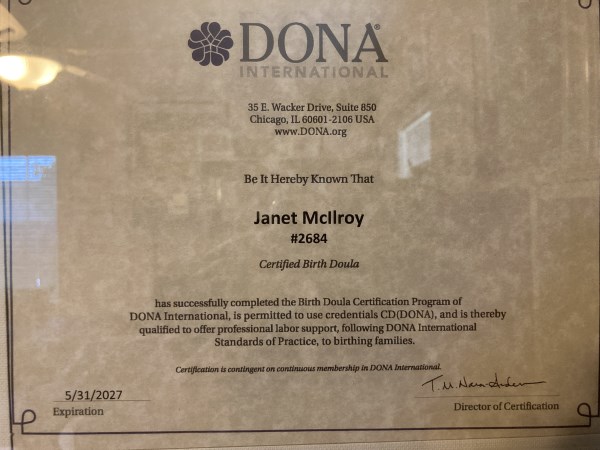 DONA®
INTERNATIONAL
35 E. Wacker Drive, Suite 850
Chicago, IL 60601-2106 USA
www.DONA.org
Be It Hereby Known That
Janet McIlroy
#2684
Certified Birth Doula
has successfully completed the Birth Doula Certification Program of
DONA International, is permitted to use credentials CD(DONA), and is thereby
qualified to offer professional labor support, following DONA International
Standards of Practice, to birthing families.
Certification is contingent on continuous membership in DONA International.
5/31/2027
Expiration
Director of Certification